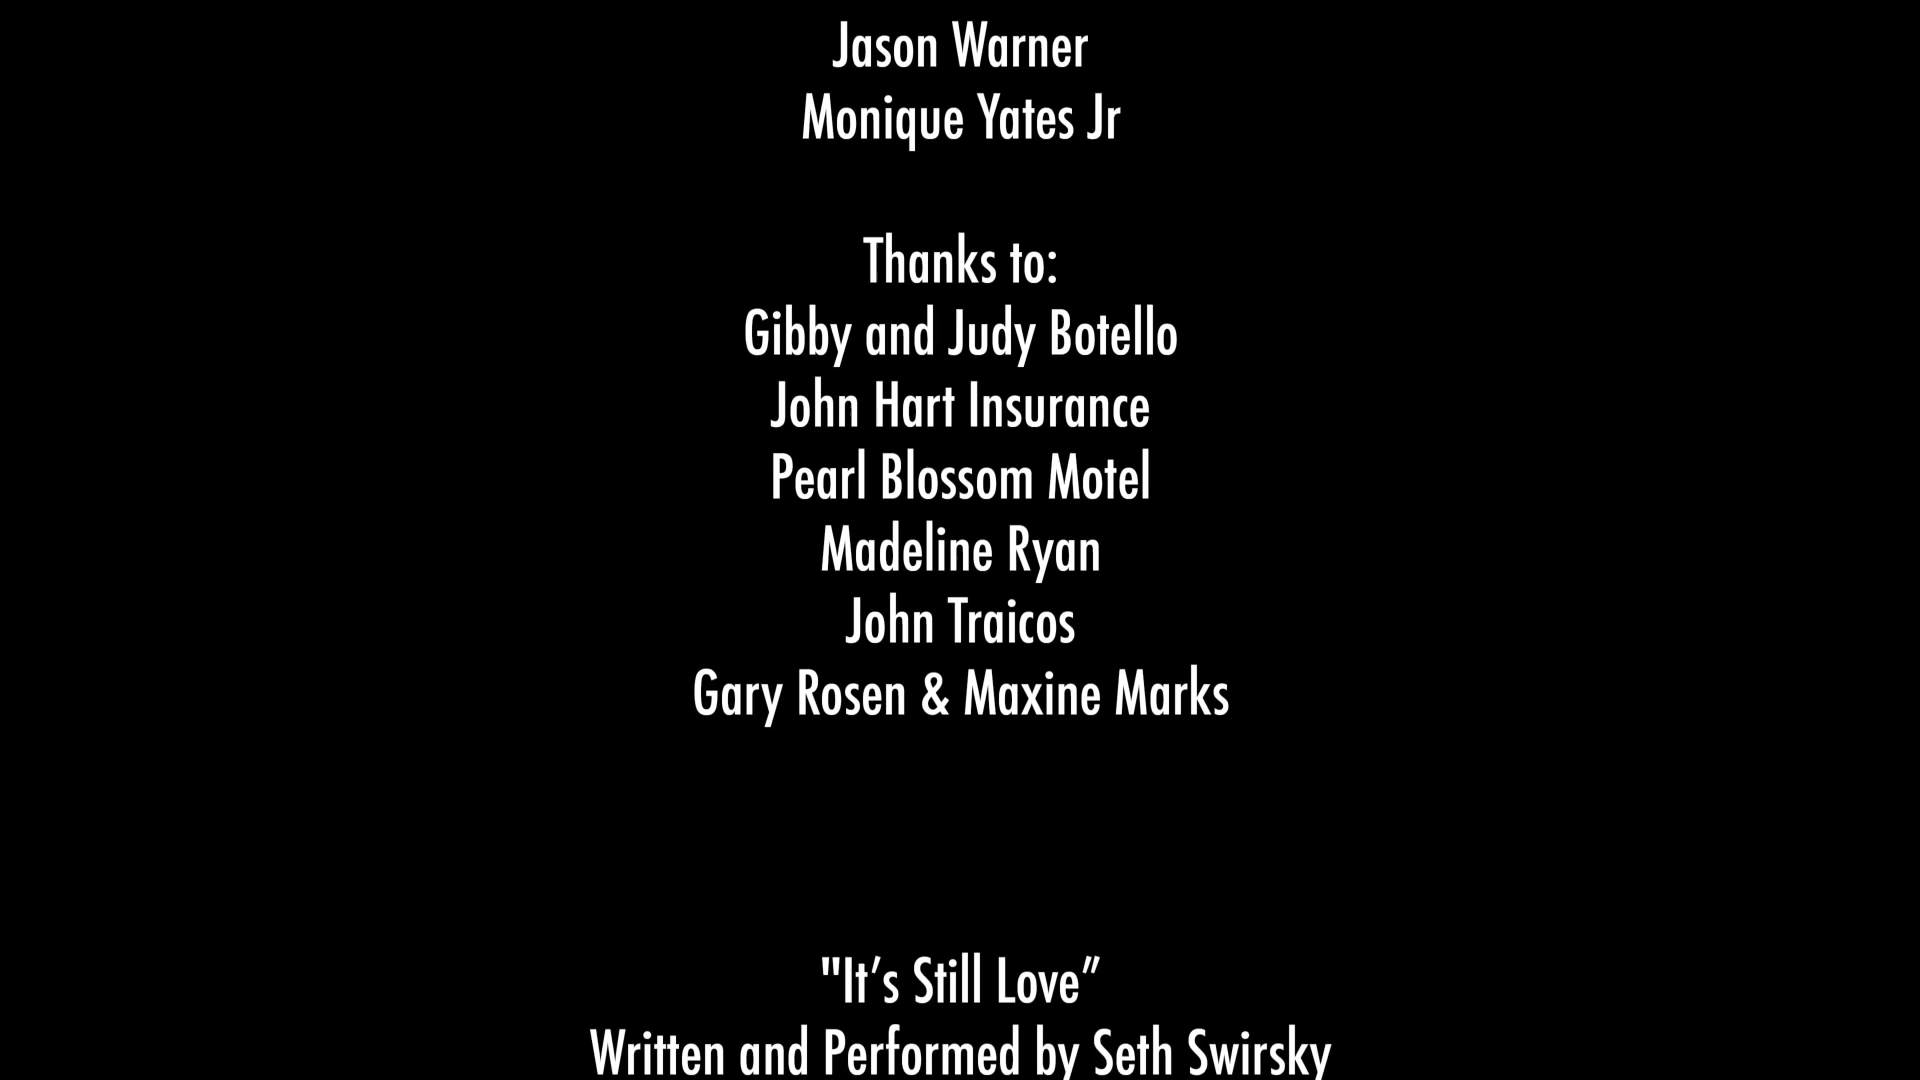 Jason Warner
Monique Yates Jr
Thanks to:
Gibby and Judy Botello
John Hart Insurance
Pearl Blossom Motel
Madeline Ryan
John Traicos
Gary Rosen & Maxine Marks
"It’s Still Love”
Written and Performed by Seth Swirsky